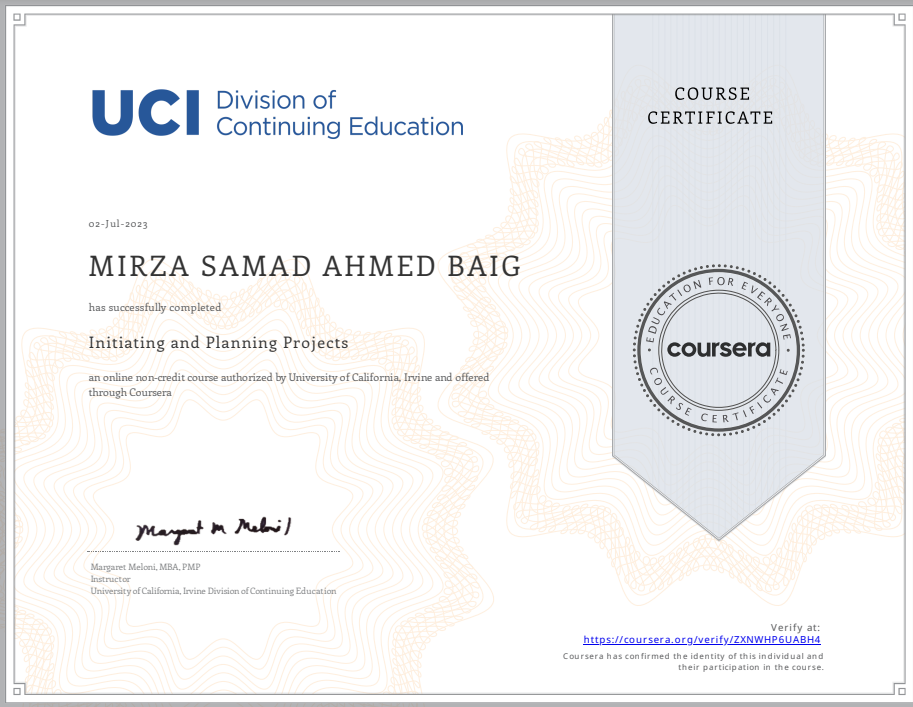 UCI Division of
Continuing Education
COURSE
CERTIFICATE
02-Jul-2023
MIRZA SAMAD AHMED BAIG
has successfully completed
Initiating and Planning Projects
an online non-credit course authorized by University of California, Irvine and offered
through Coursera
EDUCATION FOR EVERYONE
coursera
COURSE CERTIFICATE
Margaret M Meloni
Margaret Meloni, MBA, PMP
Instructor
University of California, Irvine Division of Continuing Education
Verify at:
https://coursera.org/verify/ZXNWHP6UABH4
Coursera has confirmed the identity of this individual and
their participation in the course.